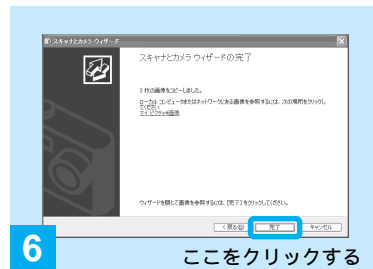 スキャナとカメラ ウィザード
スキャナとカメラ ウィザードの完了
3 枚の画像をコピーしました。
ローカル コンピュータまたはネットワークにある画像を参照するには、次の場所をクリックし
てください:
マイ ピクチャ\画像
ウィザードを閉じて画像を参照するには、[完了] をクリックしてください。
< 戻る(B)
完了
キャンセル
6
ここをクリックする